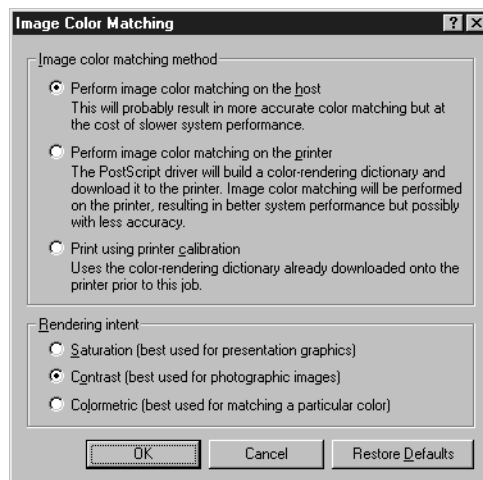 Image Color Matching
Image color matching method
Perform image color matching on the host
This will probably result in more accurate color matching but at
the cost of slower system performance.
Perform image color matching on the printer
The PostScript driver will build a color-rendering dictionary and
download it to the printer. Image color matching will be performed
on the printer, resulting in better system performance but possibly
with less accuracy.
Print using printer calibration
Uses the color-rendering dictionary already downloaded onto the
printer prior to this job.
Rendering intent
Saturation (best used for presentation graphics)
Contrast (best used for photographic images)
Colormetric (best used for matching a particular color)
OK Cancel Restore Defaults